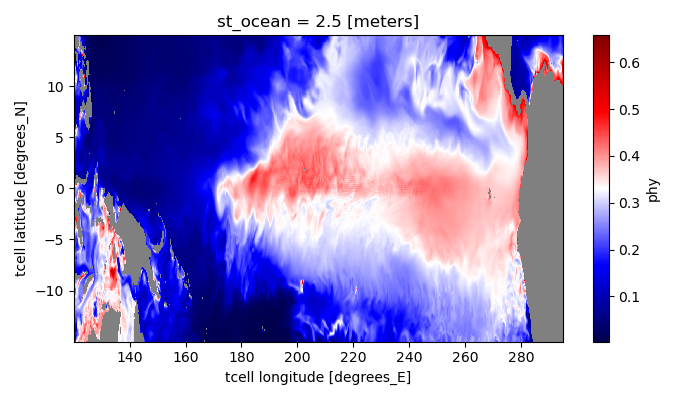 st_ocean = 2.5 [meters]
tcell latitude [degrees_N]
10
5
0
−5
−10
140 160 180 200 220 240 260 280
tcell longitude [degrees_E]
0.6
0.5
0.4
0.3
0.2
0.1
phy